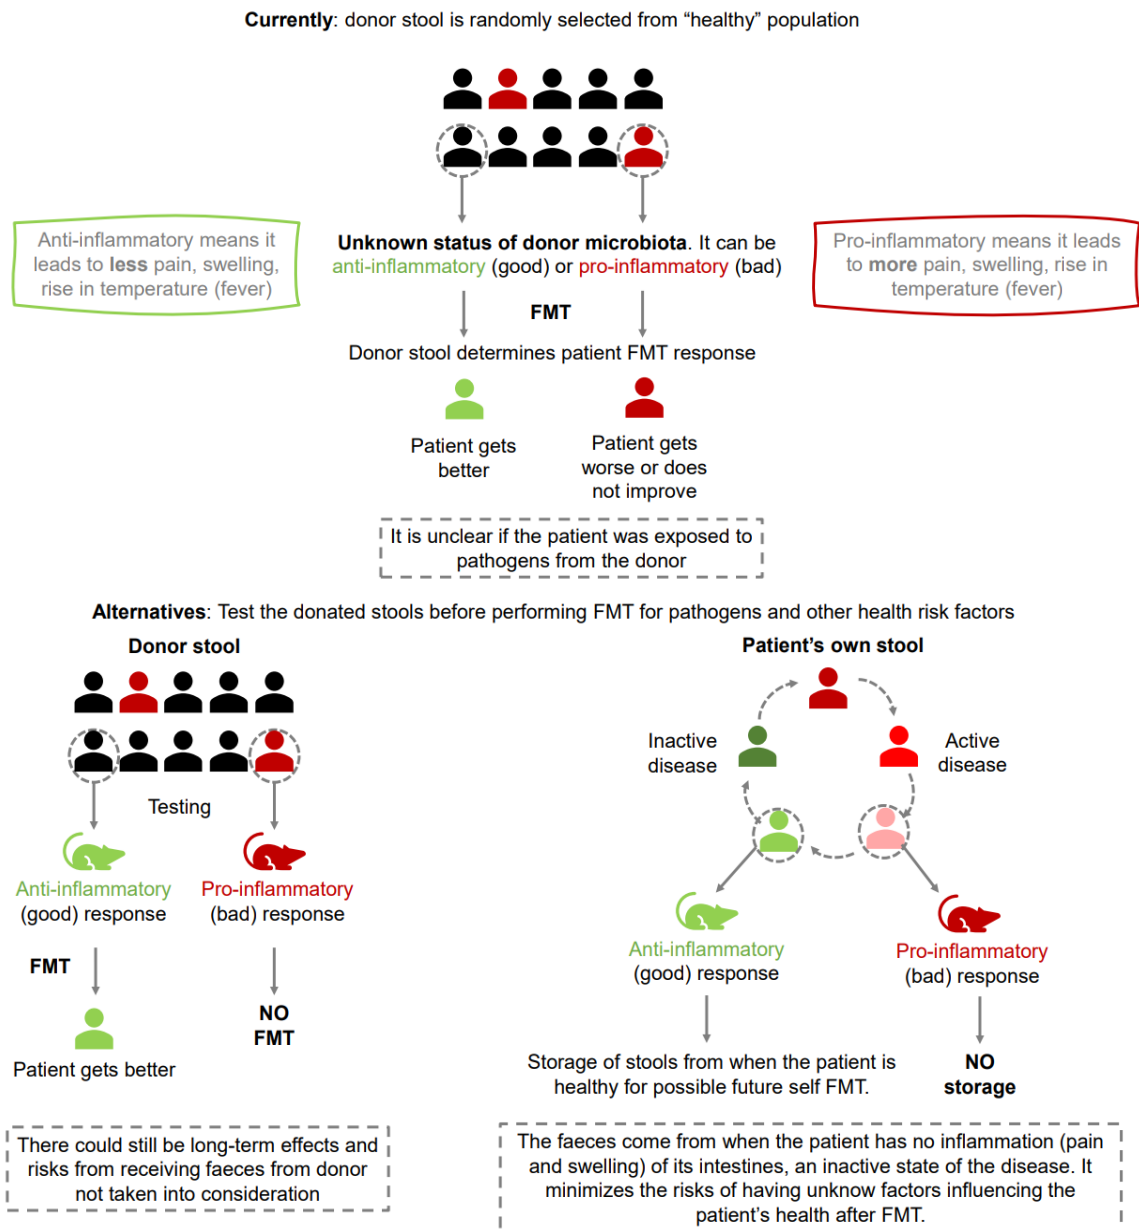 Currently: donor stool is randomly selected from “healthy” population
Anti-inflammatory means it
leads to less pain, swelling,
rise in temperature (fever)
Unknown status of donor microbiota. It can be
anti-inflammatory (good) or pro-inflammatory (bad)
Pro-inflammatory means it leads
to more pain, swelling, rise in
temperature (fever)
FMT
Donor stool determines patient FMT response
Patient gets
better
Patient gets
worse or does
not improve
It is unclear if the patient was exposed to
pathogens from the donor
Alternatives: Test the donated stools before performing FMT for pathogens and other health risk factors
Donor stool
Testing
Anti-inflammatory
(good) response
Pro-inflammatory
(bad) response
FMT
NO
FMT
Patient gets better
There could still be long-term effects and
risks from receiving faeces from donor
not taken into consideration
Patient’s own stool
Inactive
disease
Active
disease
Anti-inflammatory
(good) response
Pro-inflammatory
(bad) response
Storage of stools from when the patient is
healthy for possible future self FMT.
NO
storage
The faeces come from when the patient has no inflammation (pain
and swelling) of its intestines, an inactive state of the disease. It
minimizes the risks of having unknow factors influencing the
patient’s health after FMT.